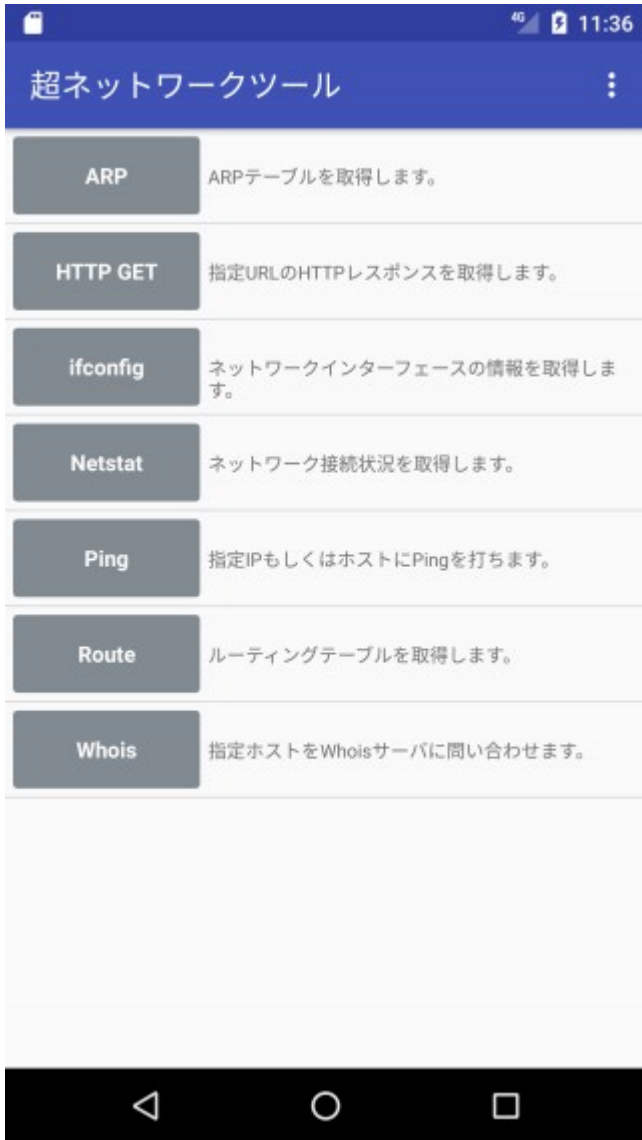 4G 11:36
超ネットワークツール
ARP
ARPテーブルを取得します。
HTTP GET
指定URLのHTTPレスポンスを取得します。
ifconfig
ネットワークインターフェースの情報を取得しま
す。
Netstat
ネットワーク接続状況を取得します。
Ping
指定IPもしくはホストにPingを打ちます。
Route
ルーティングテーブルを取得します。
Whois
指定ホストをWhoisサーバに問い合わせます。